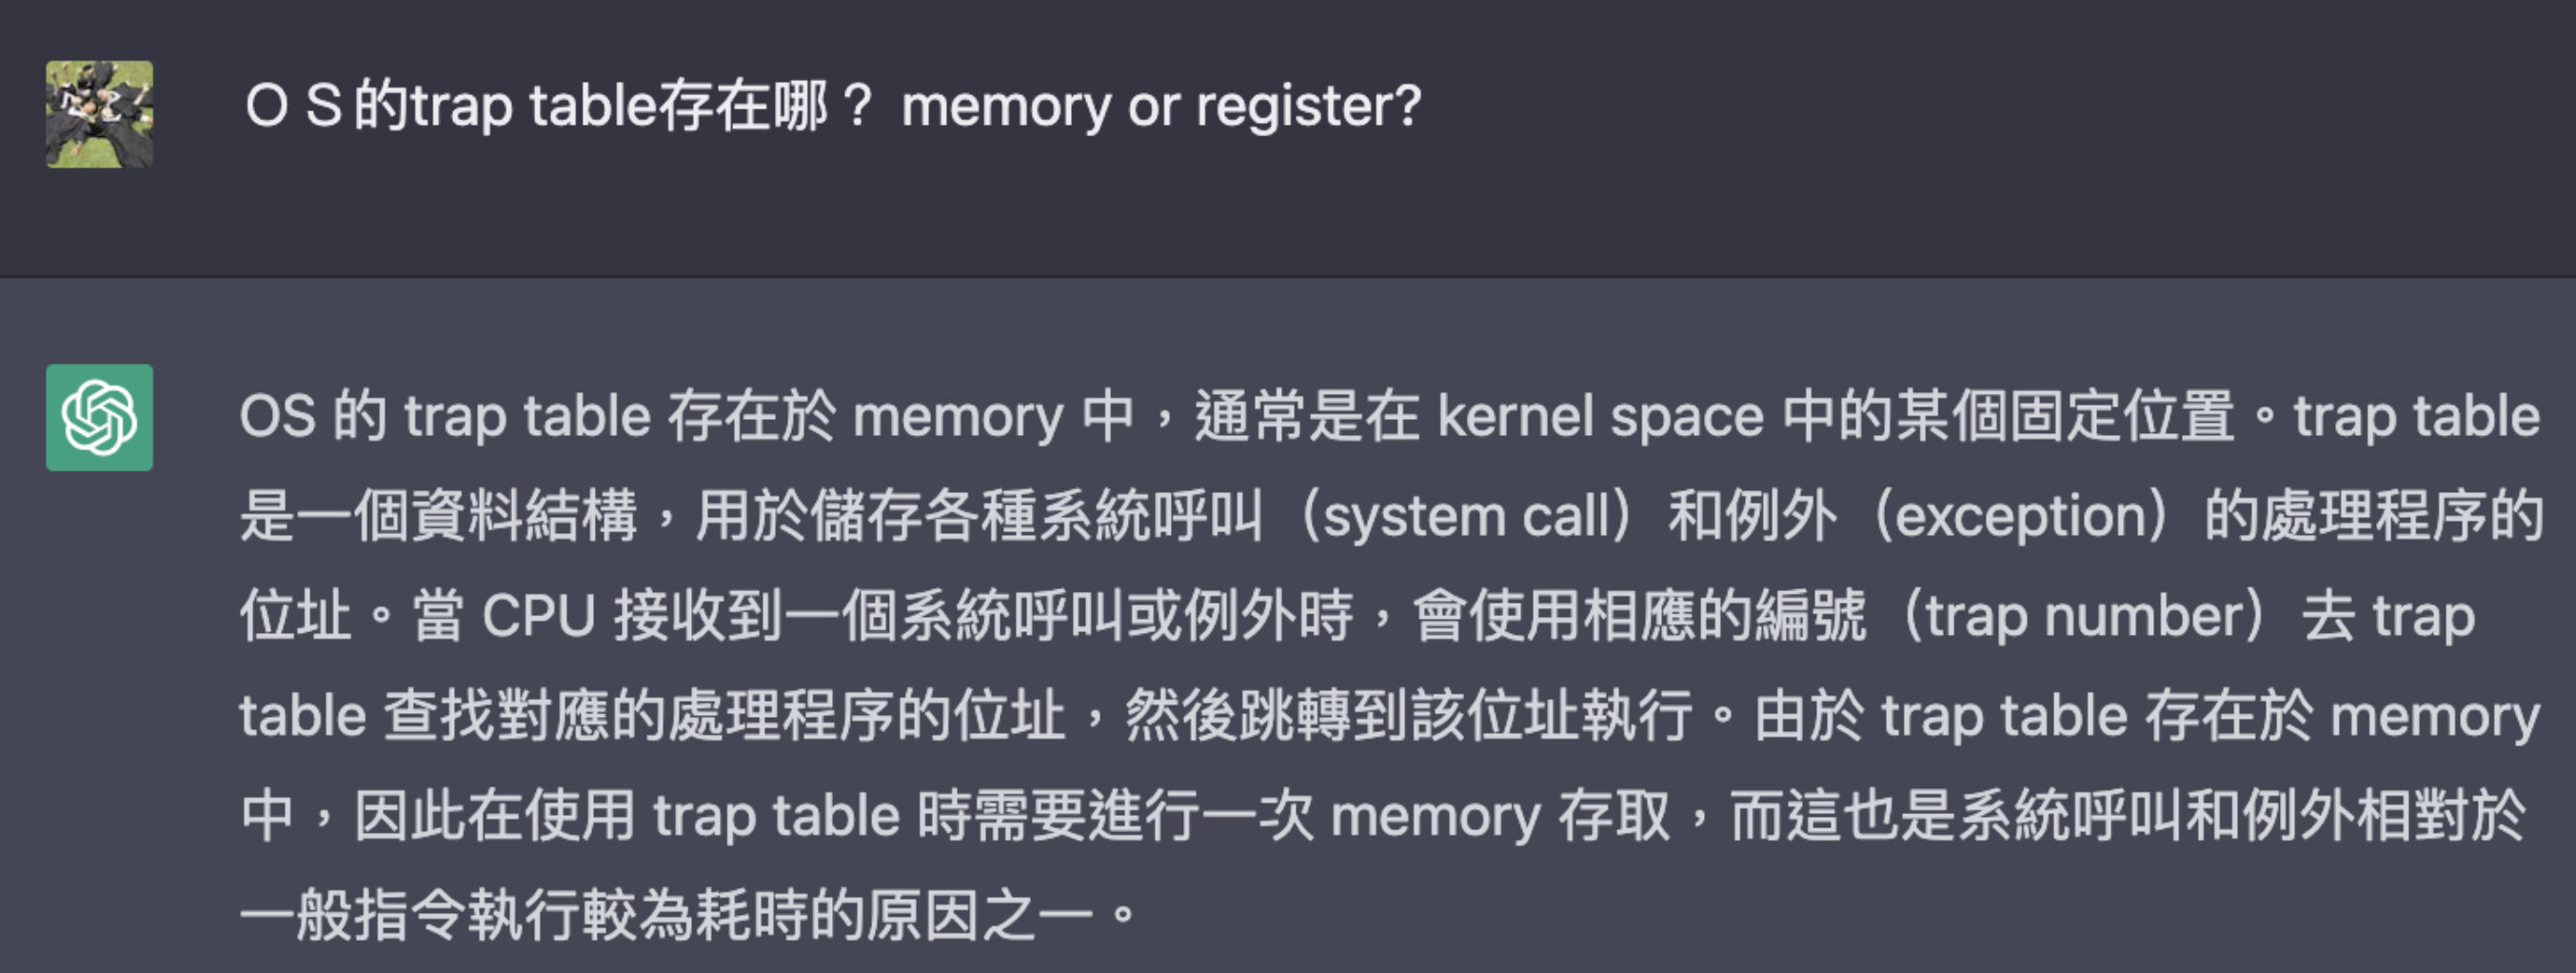 O S 的trap table存在哪？ memory or register?
OS 的 trap table 存在於 memory 中，通常是在 kernel space 中的某個固定位置。trap table
是一個資料結構，用於儲存各種系統呼叫（system call）和例外（exception）的處理程序的
位址。當 CPU 接收到一個系統呼叫或例外時，會使用相應的編號（trap number）去 trap
table 查找對應的處理程序的位址，然後跳轉到該位址執行。由於 trap table 存在於 memory
中，因此在使用 trap table 時需要進行一次 memory 存取，而這也是系統呼叫和例外相對於
一般指令執行較為耗時的原因之一。